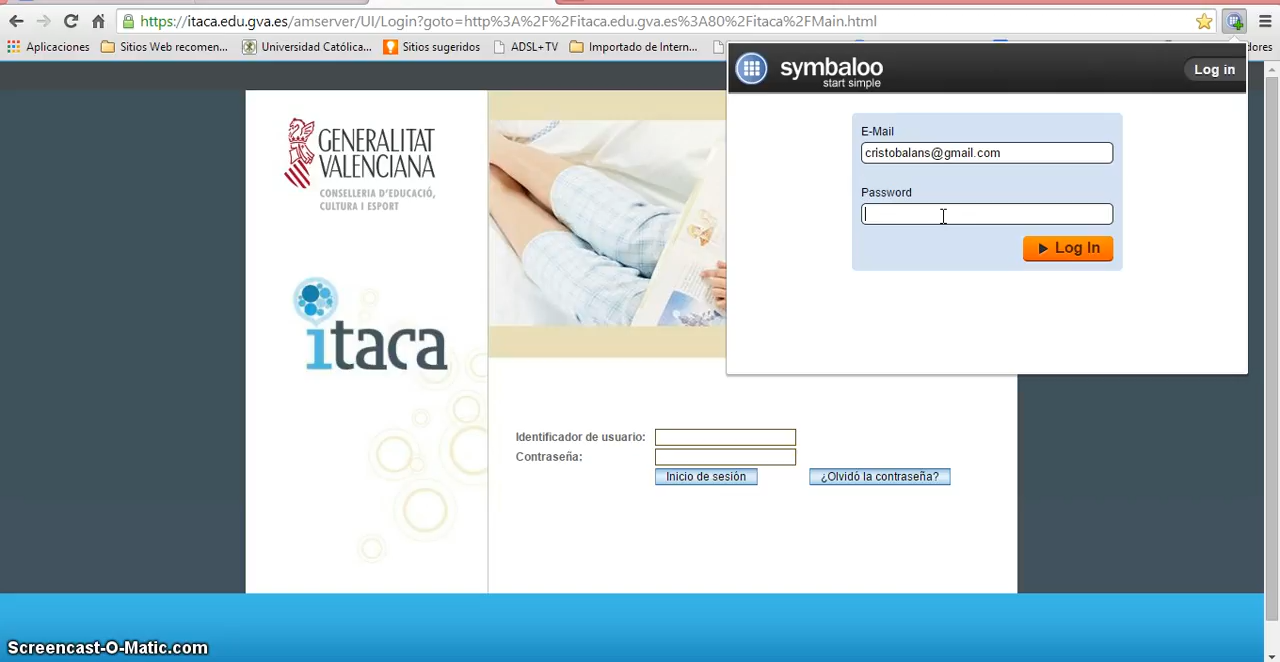 https://itaca.edu.gva.es/amserver/UI/Login?goto=http%3A%2F%2Fitaca.edu.gva.es%3A80%2Fitaca%2FMain.html
Aplicaciones Sitios Web recomen... Universidad Católica... Sitios sugeridos ADSL+TV Importado de Intern... dores
symbaloo
start simple
Log in
E-Mail
cristobalans@gmail.com
Password
Log In
GENERALITAT
VALENCIANA
CONSELLERIA D'EDUCACIÓ,
CULTURA I ESPORT
itaca
Identificador de usuario:
Contraseña:
Inicio de sesión ¿Olvidó la contraseña?
Screencast-O-Matic.com